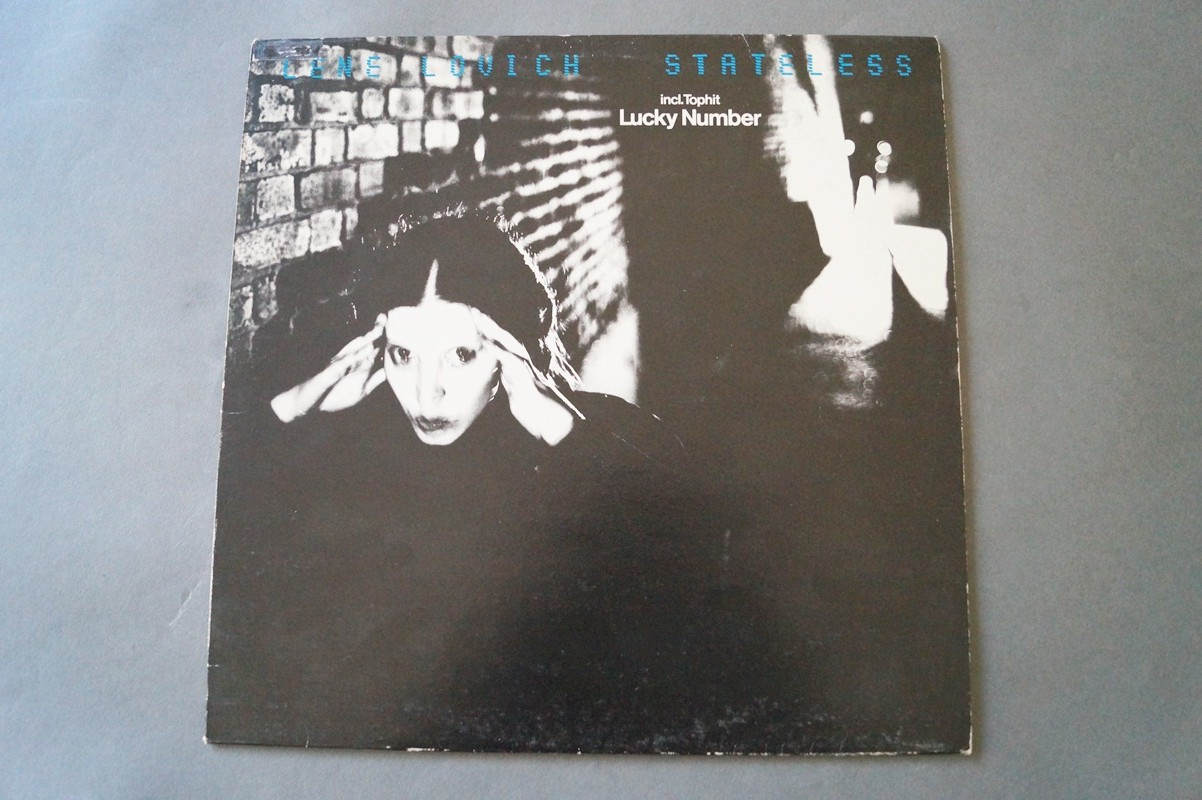 LENE LOVICH STATELESS
incl.Tophit
Lucky Number